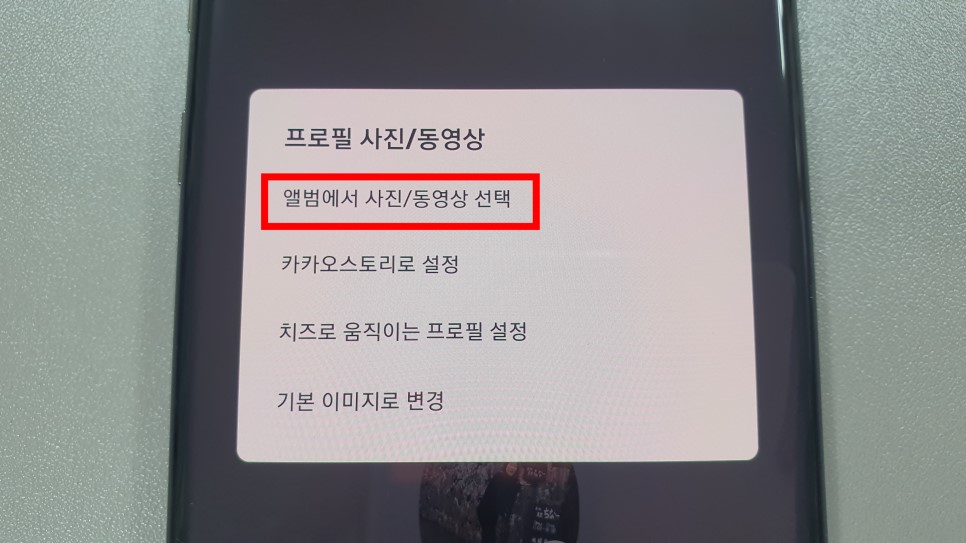 프로필 사진/동영상
앨범에서 사진/동영상 선택
카카오스토리로 설정
치즈로 움직이는 프로필 설정
기본 이미지로 변경